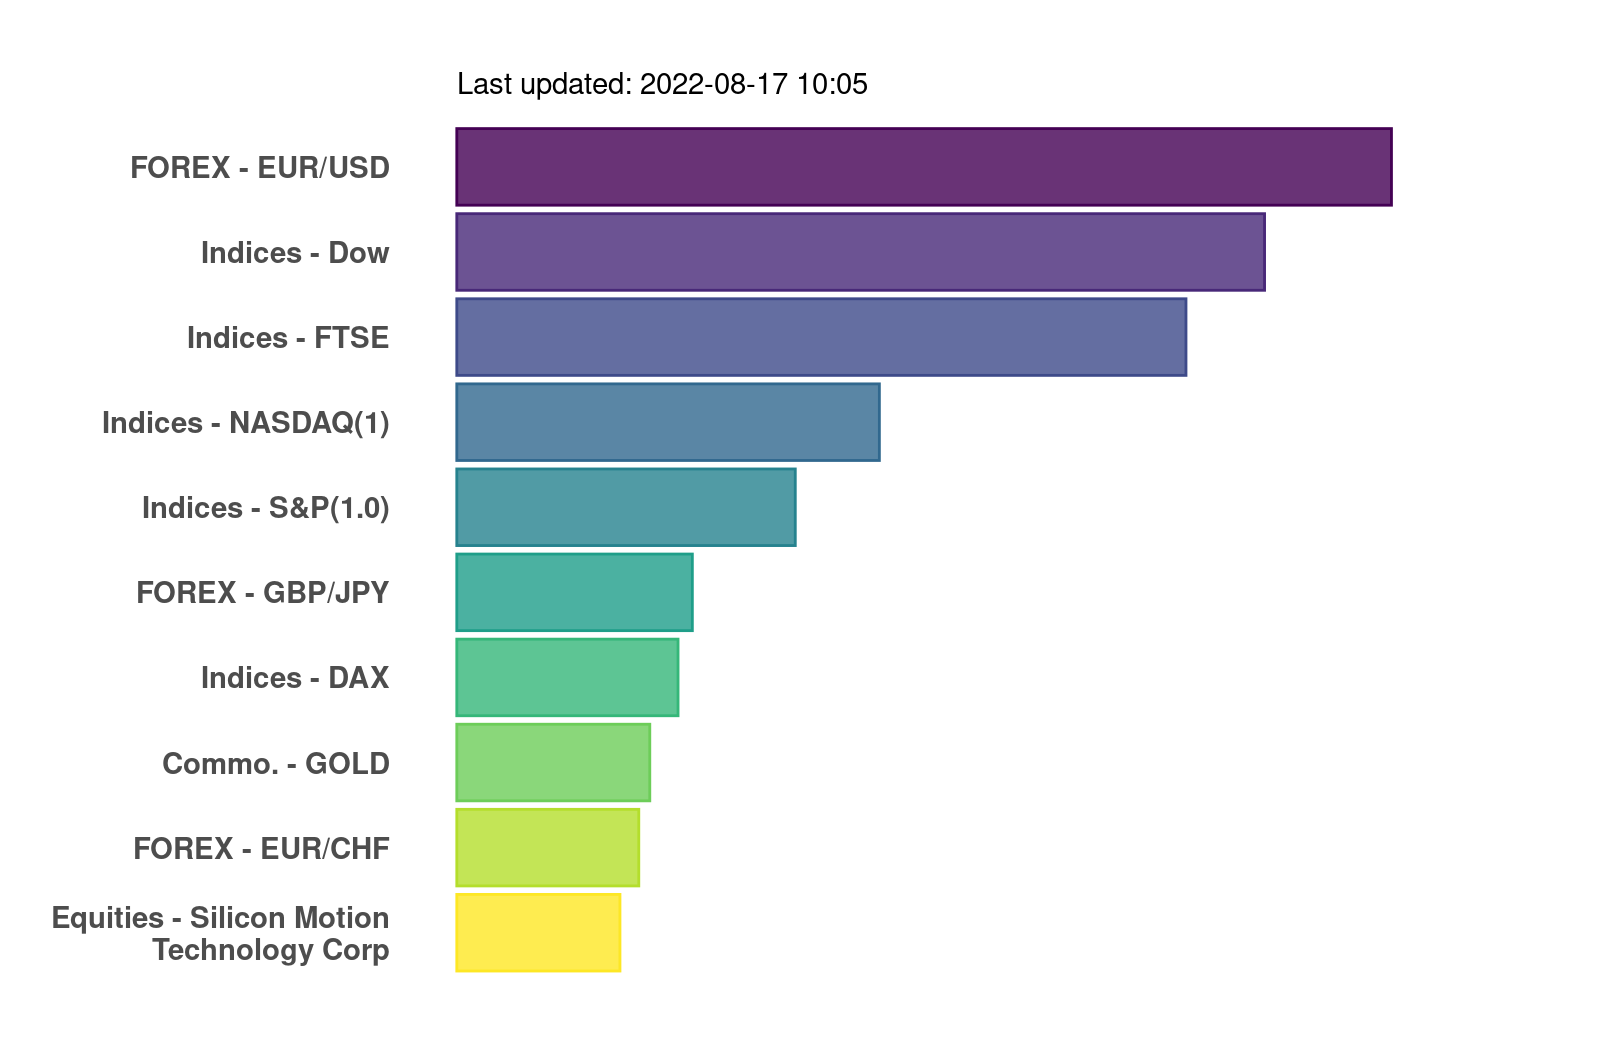 Last updated: 2022-08-17 10:05
FOREX - EUR/USD
Indices - Dow
Indices - FTSE
Indices - NASDAQ(1)
Indices - S&P(1.0)
FOREX - GBP/JPY
Indices - DAX
Commo. - GOLD
FOREX - EUR/CHF
Equities - Silicon Motion
Technology Corp